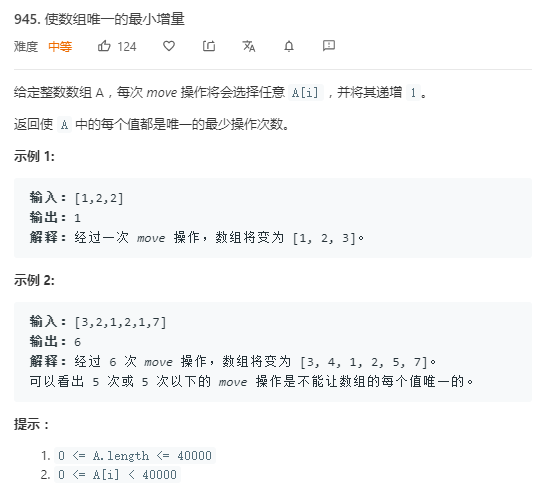 945. 使数组唯一的最小增量
难度 中等 124
给定整数数组 A，每次 move 操作将会选择任意 A[i]，并将其递增 1。
返回使 A 中的每个值都是唯一的最少操作次数。
示例 1:
输入：[1,2,2]
输出：1
解释：经过一次 move 操作，数组将变为 [1, 2, 3]。
示例 2:
输入：[3,2,1,2,1,7]
输出：6
解释：经过 6 次 move 操作，数组将变为 [3, 4, 1, 2, 5, 7]。
可以看出 5 次或 5 次以下的 move 操作是不能让数组的每个值唯一的。
提示：
1. 0 <= A.length <= 40000
2. 0 <= A[i] < 40000